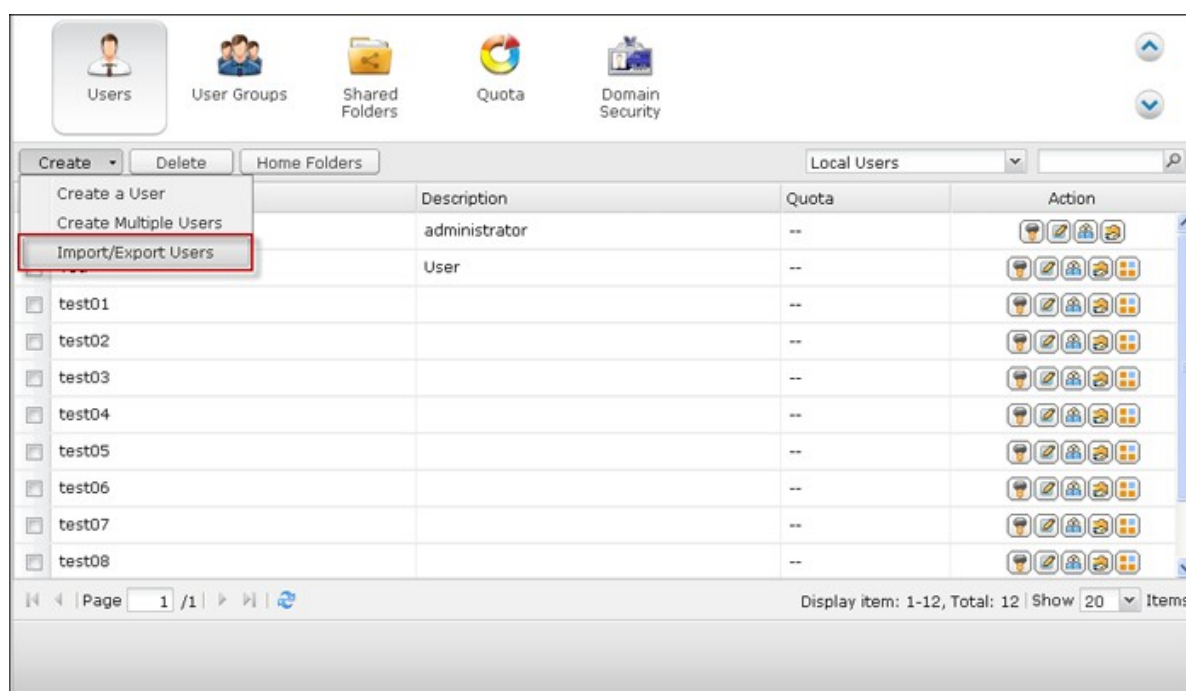 Users
User Groups
Shared
Folders
Quota
Domain
Security
Create
Delete
Home Folders
Local Users
Create a User
Create Multiple Users
Import/Export Users
Description
Quota
Action
administrator
--
User
--
test01
--
test02
--
test03
--
test04
--
test05
--
test06
--
test07
--
test08
--
Page 1 /1
Display item: 1-12, Total: 12 Show 20 Items